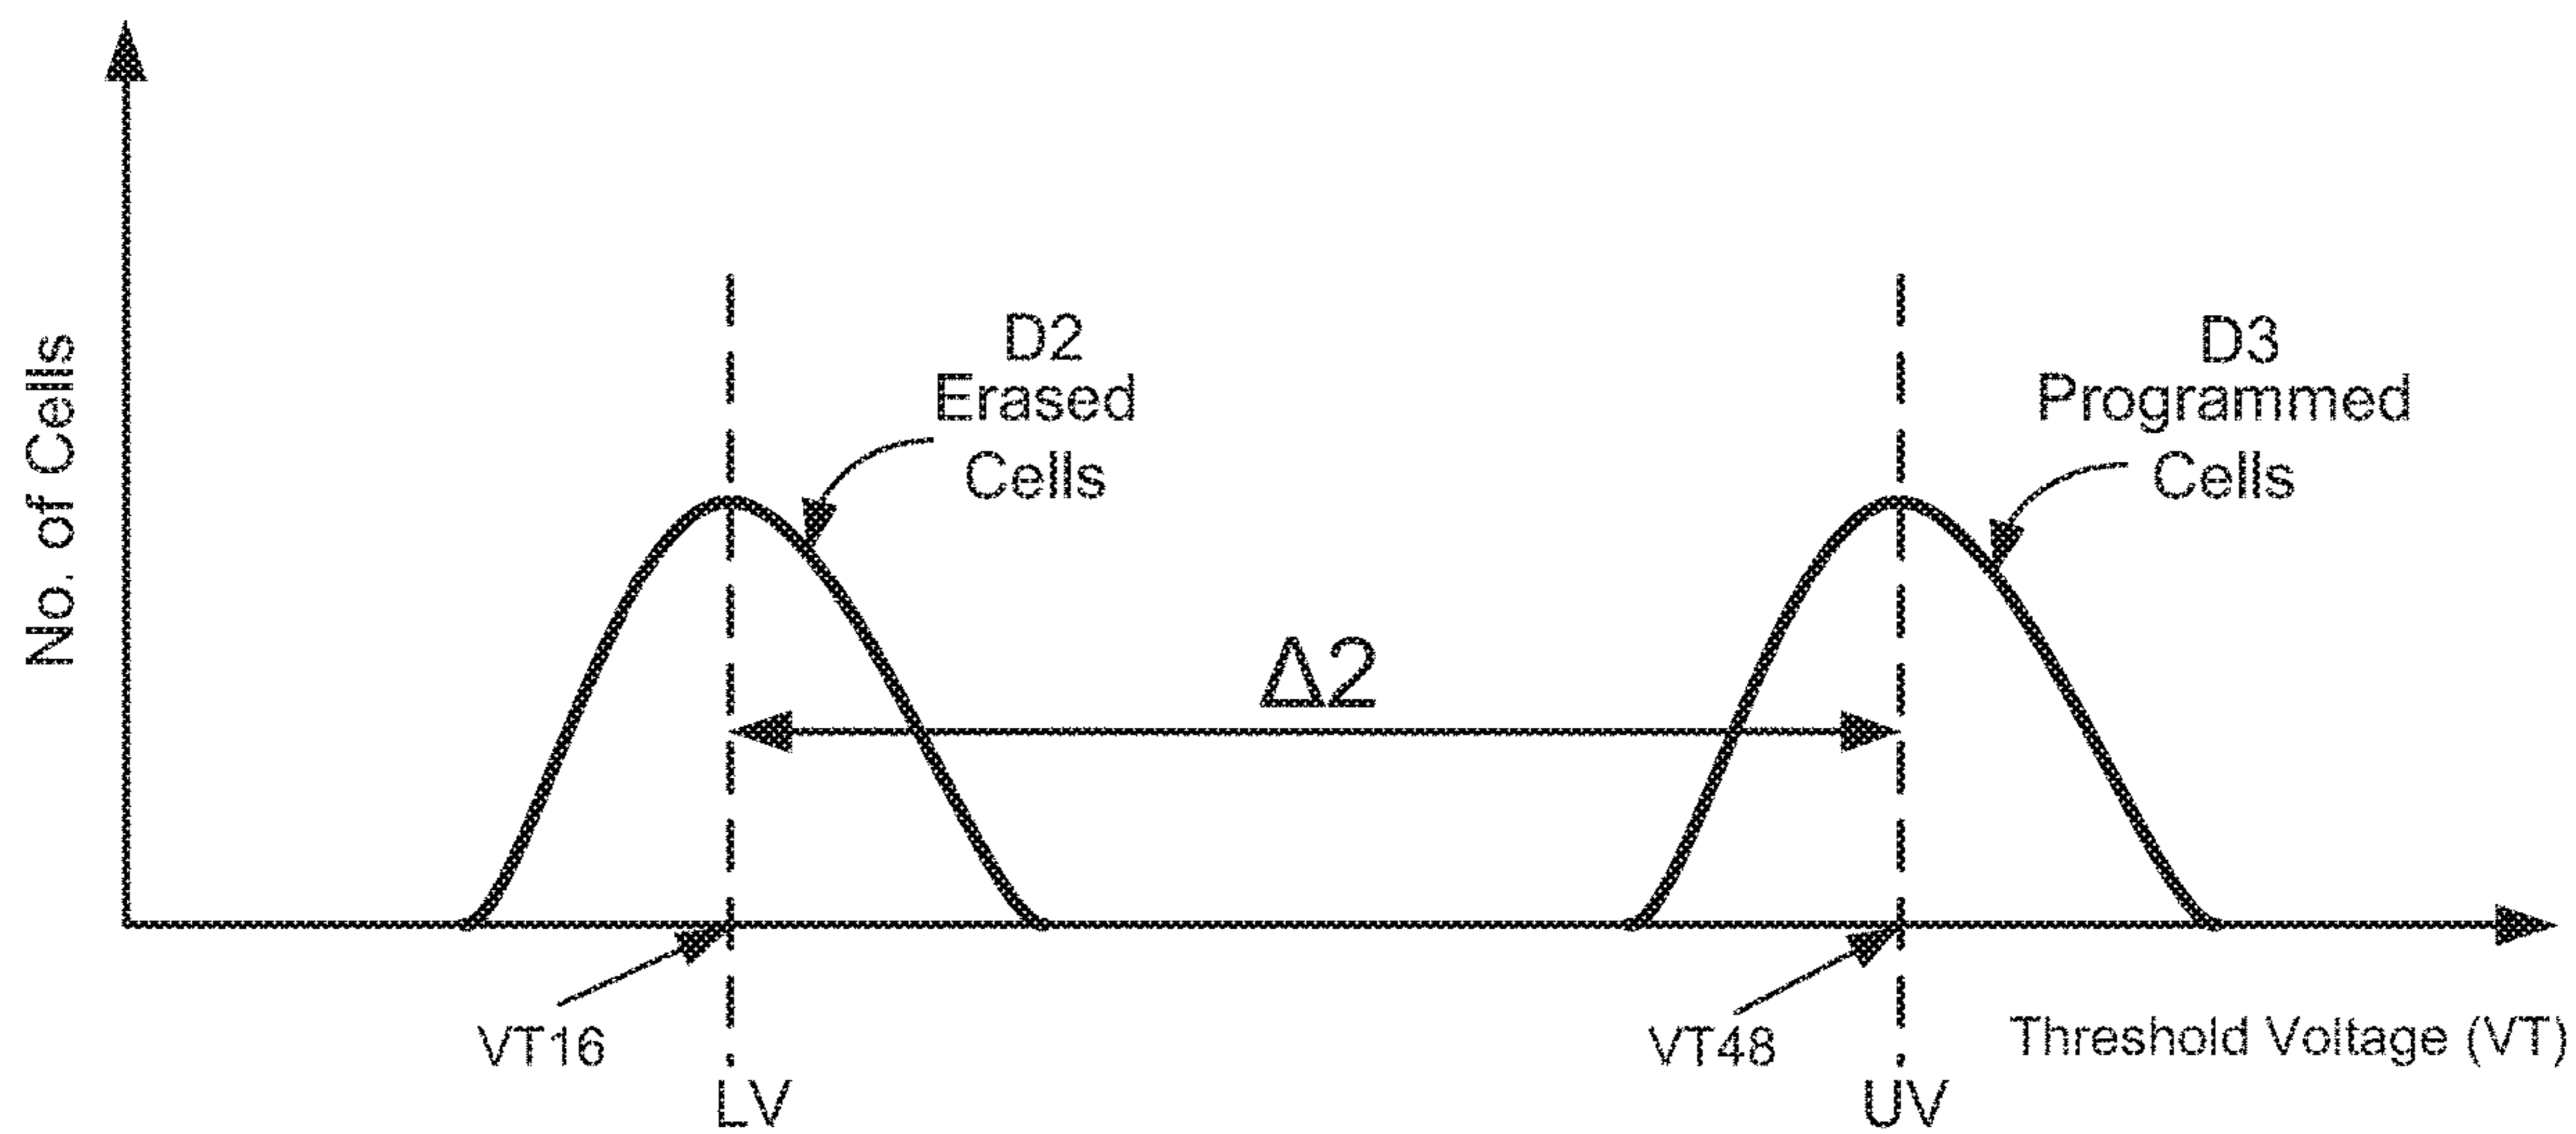 No. of Cells
D2
Erased
Cells
D3
Programmed
Cells
Δ2
VT16
LV
VT48
UV
Threshold Voltage (VT)